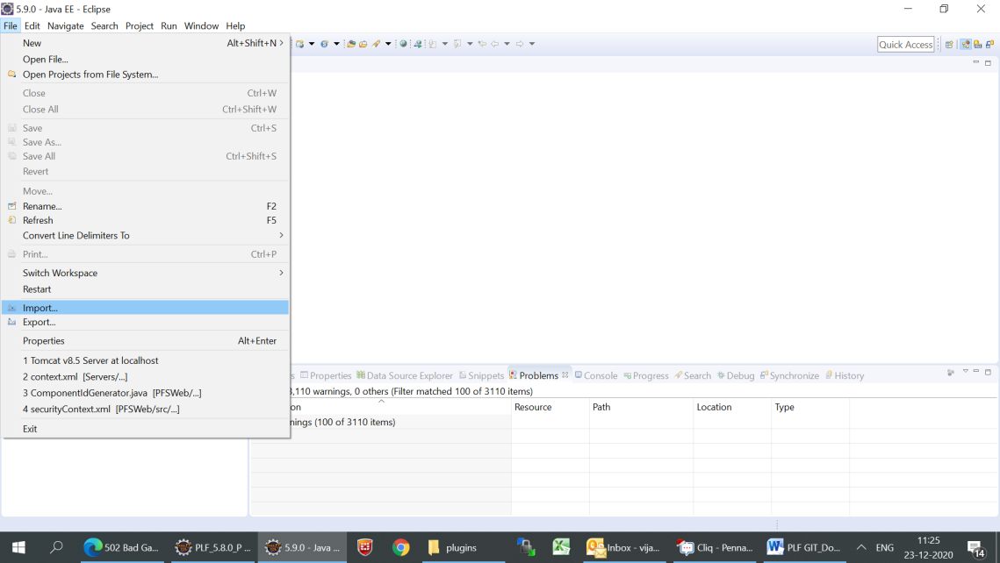 5.9.0 - Java EE - Eclipse
File Edit Navigate Search Project Run Window Help
New Alt+Shift+N
Open File...
Open Projects from File System...
Close Ctrl+W
Close All Ctrl+Shift+W
Save Ctrl+S
Save As...
Save All Ctrl+Shift+S
Revert
Move...
Rename... F2
Refresh F5
Convert Line Delimiters To
Print... Ctrl+P
Switch Workspace
Restart
Import...
Export...
Properties Alt+Enter
1 Tomcat v8.5 Server at localhost
2 context.xml [Servers/...]
3 ComponentIdGenerator.java [PFSWeb/...]
4 securityContext.xml [PFSWeb/src/...]
Exit
Quick Access
s Properties Data Source Explorer Snippets Problems Console Progress Search Debug Synchronize History
,110 warnings, 0 others (Filter matched 100 of 3110 items)
on Resource Path Location Type
nings (100 of 3110 items)
502 Bad Ga... PLF_5.8.0_P ... 5.9.0 - Java ... plugins Inbox - vija... Cliq - Penna... PLF GIT_Do... ENG
11:25
23-12-2020
14